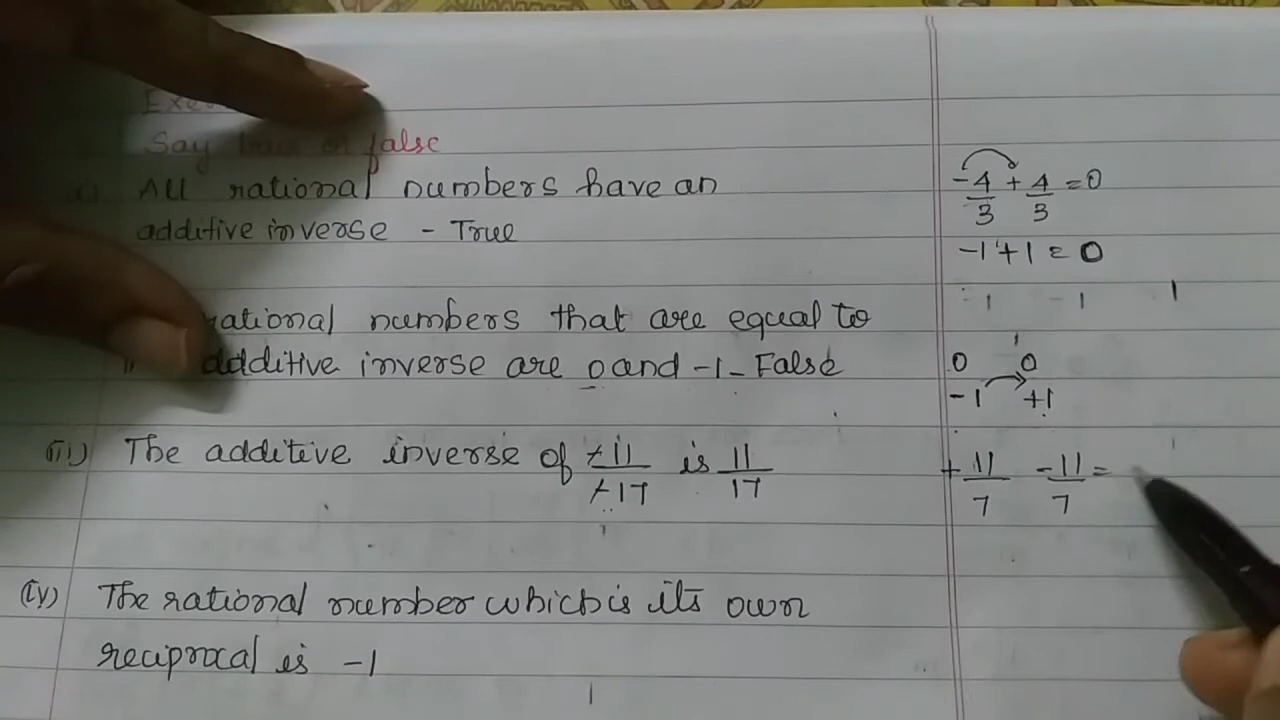 Say true or false
All rational numbers have an
additive inverse - True
rational numbers that are equal to
additive inverse are 0 and -1 - False
(iii) The additive inverse of -11/-17 is 11/17
(iv) The rational number which is its own
reciprocal is -1
-4/3 + 4/3 = 0
-1 + 1 = 0
0 0
-1 +1
+ 11/7 -11/7 =